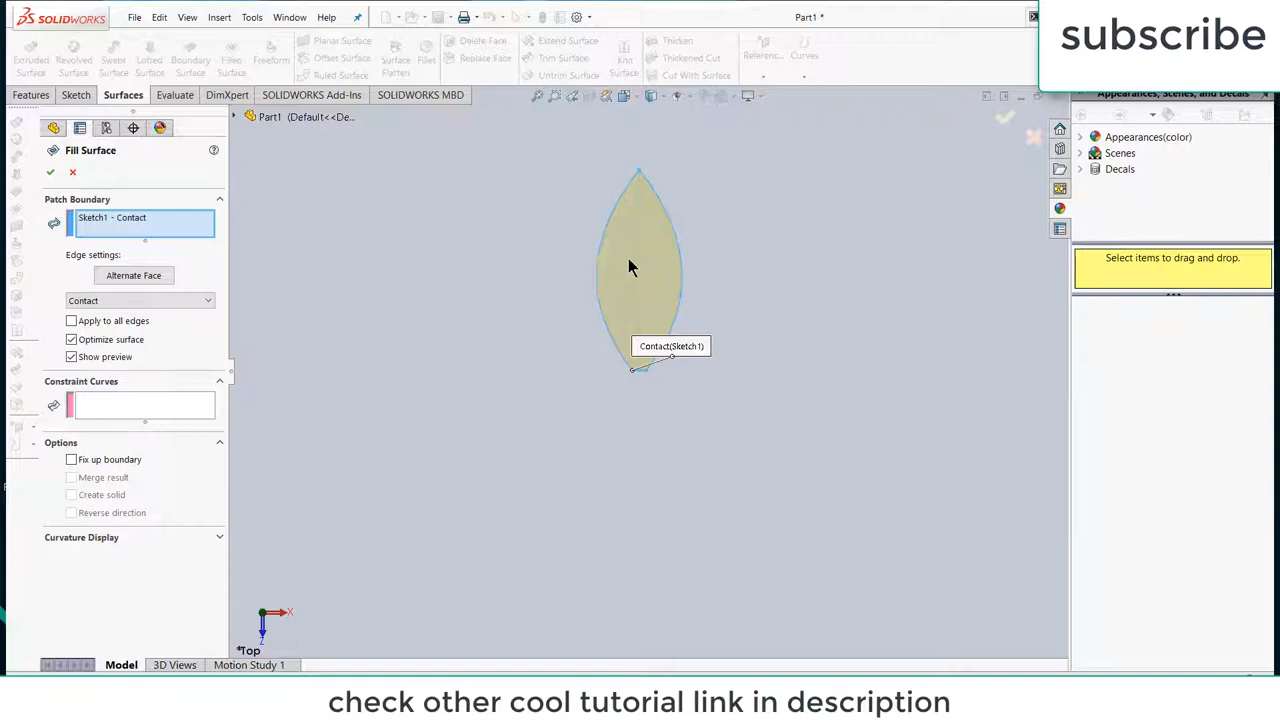 SOLIDWORKS
File Edit View Insert Tools Window Help
Part1 *
subscribe
Extruded Surface
Revolved Surface
Swept Surface
Lofted Surface
Boundary Surface
Filled Surface
Freeform
Planar Surface
Offset Surface
Ruled Surface
Surface Flatten
Fillet
Delete Face
Replace Face
Extend Surface
Trim Surface
Untrim Surface
Knit Surface
Thicken
Thickened Cut
Cut With Surface
Referenc...
Curves
Features Sketch Surfaces Evaluate DimXpert SOLIDWORKS Add-Ins SOLIDWORKS MBD
Appearances, Scenes, and Decals
Part1 (Default<<De...
Fill Surface
Patch Boundary
Sketch1 - Contact
Edge settings:
Alternate Face
Contact
Apply to all edges
Optimize surface
Show preview
Constraint Curves
Options
Fix up boundary
Merge result
Create solid
Reverse direction
Curvature Display
Contact(Sketch1)
Appearances(color)
Scenes
Decals
Select items to drag and drop.
X
Z
*Top
Model 3D Views Motion Study 1
check other cool tutorial link in description